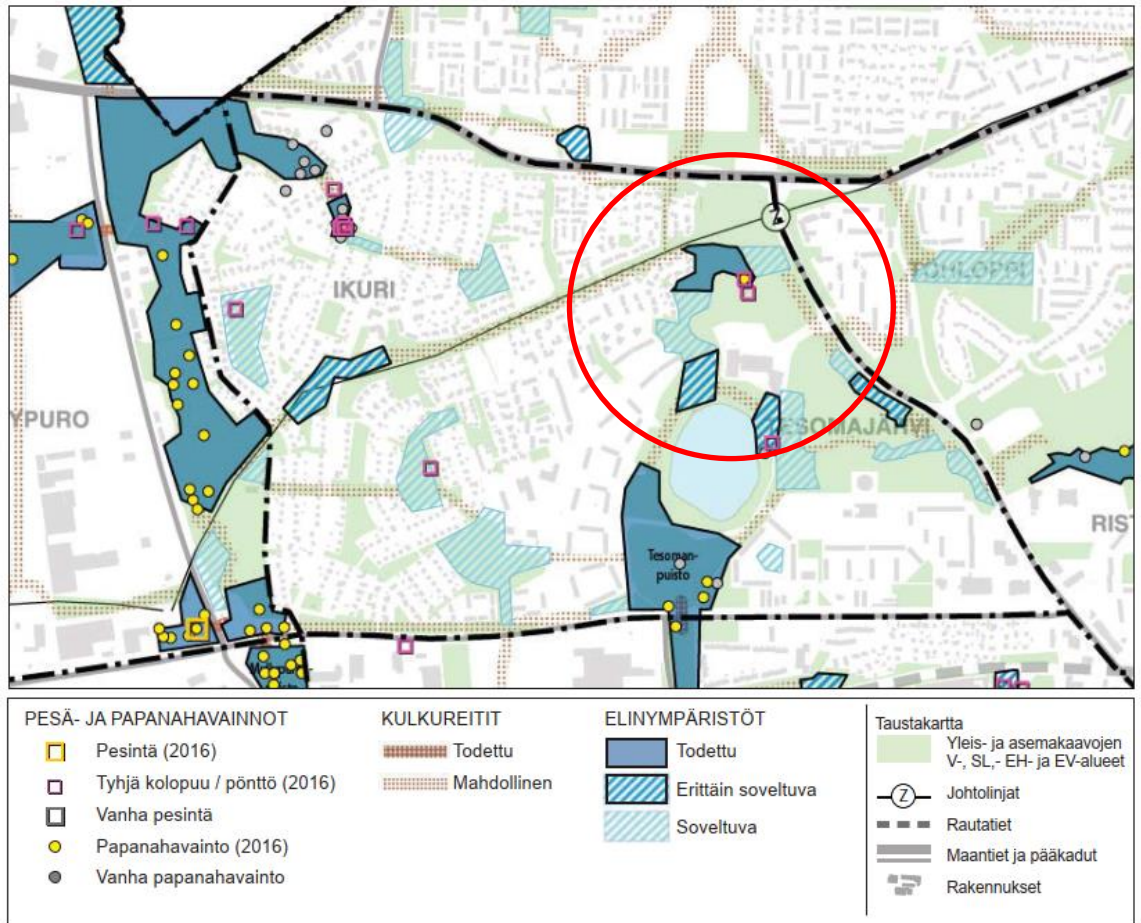 Z
TOHLOPPI
IKURI
YPURO
TESOMAJÄRVI
RIST
Tesoman-
puisto
PESÄ- JA PAPANAHAVAINNOT
Pesintä (2016)
Tyhjä kolopuu / pönttö (2016)
Vanha pesintä
Papanahavainto (2016)
Vanha papanahavainto
KULKUREITIT
Todettu
Mahdollinen
ELINYMPÄRISTÖT
Todettu
Erittäin soveltuva
Soveltuva
Taustakartta
Yleis- ja asemakaavojen
V-, SL,- EH- ja EV-alueet
Z Johtolinjat
Rautatiet
Maantiet ja pääkadut
Rakennukset